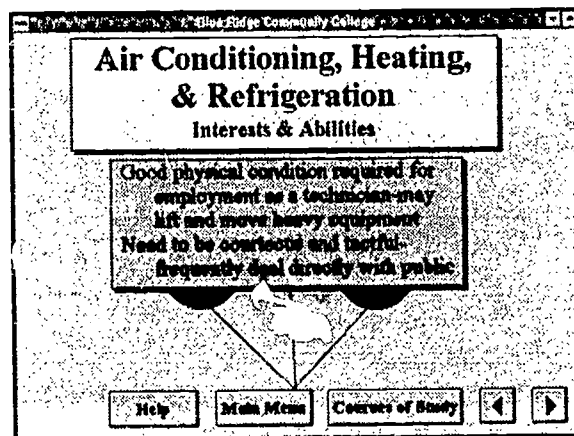 Blue Ridge Community College
Air Conditioning, Heating,
& Refrigeration
Interests & Abilities
Good physical condition required for
employment as a technician-may
lift and move heavy equipment
Need to be courteous and tactful-
frequently deal directly with public
Help
Main Menu
Courses of Study